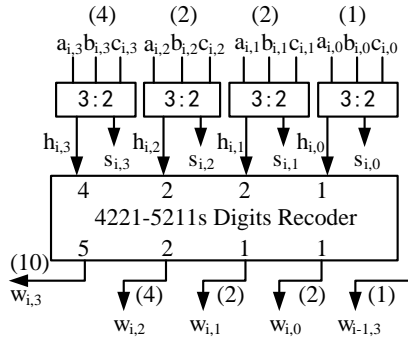 (4) (2) (2) (1)
a_{i,3}b_{i,3}c_{i,3} a_{i,2}b_{i,2}c_{i,2} a_{i,1}b_{i,1}c_{i,1} a_{i,0}b_{i,0}c_{i,0}
3:2 3:2 3:2 3:2
h_{i,3} s_{i,3} h_{i,2} s_{i,2} h_{i,1} s_{i,1} h_{i,0} s_{i,0}
4 2 2 1
4221-5211s Digits Recoder
5 2 1 1
(10) (4) (2) (2) (1)
w_{i,3} w_{i,2} w_{i,1} w_{i,0} w_{i-1,3}